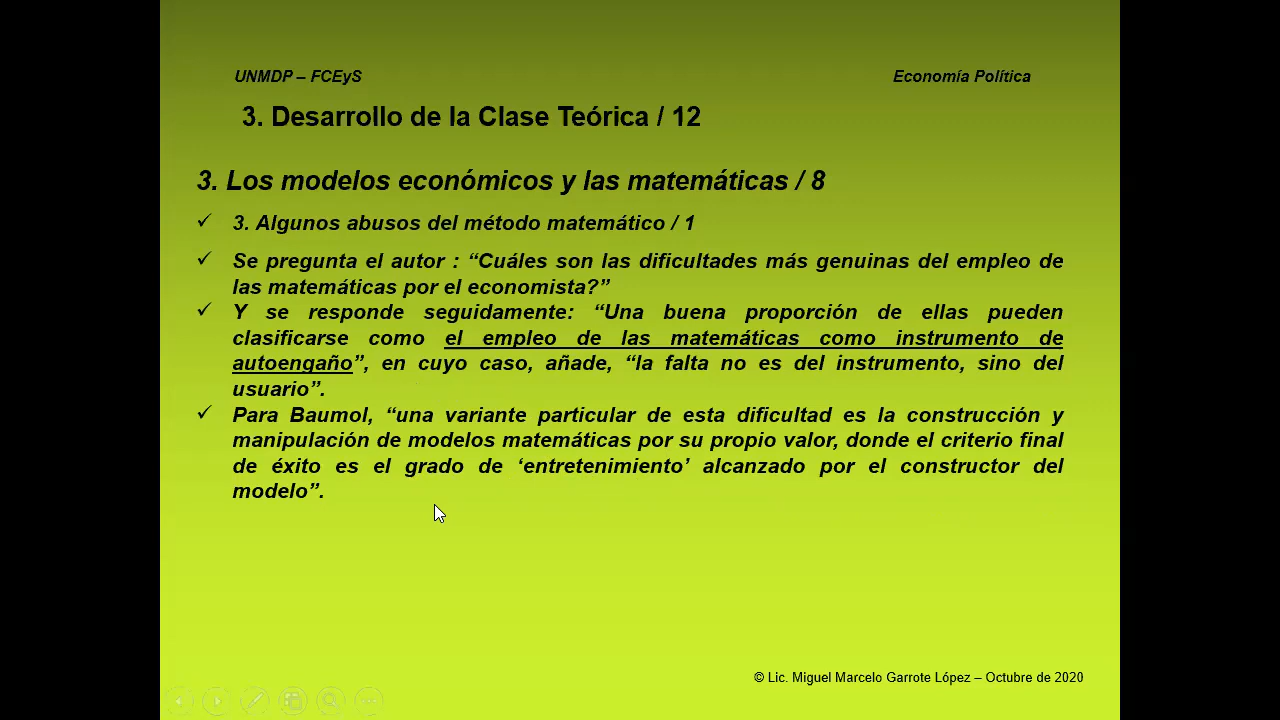 UNMDP – FCEyS
Economía Política
3. Desarrollo de la Clase Teórica / 12
3. Los modelos económicos y las matemáticas / 8
✓ 3. Algunos abusos del método matemático / 1
✓ Se pregunta el autor : “Cuáles son las dificultades más genuinas del empleo de
las matemáticas por el economista?”
✓ Y se responde seguidamente: “Una buena proporción de ellas pueden
clasificarse como el empleo de las matemáticas como instrumento de
autoengaño”, en cuyo caso, añade, “la falta no es del instrumento, sino del
usuario”.
✓ Para Baumol, “una variante particular de esta dificultad es la construcción y
manipulación de modelos matemáticas por su propio valor, donde el criterio final
de éxito es el grado de ‘entretenimiento’ alcanzado por el constructor del
modelo”.
© Lic. Miguel Marcelo Garrote López – Octubre de 2020